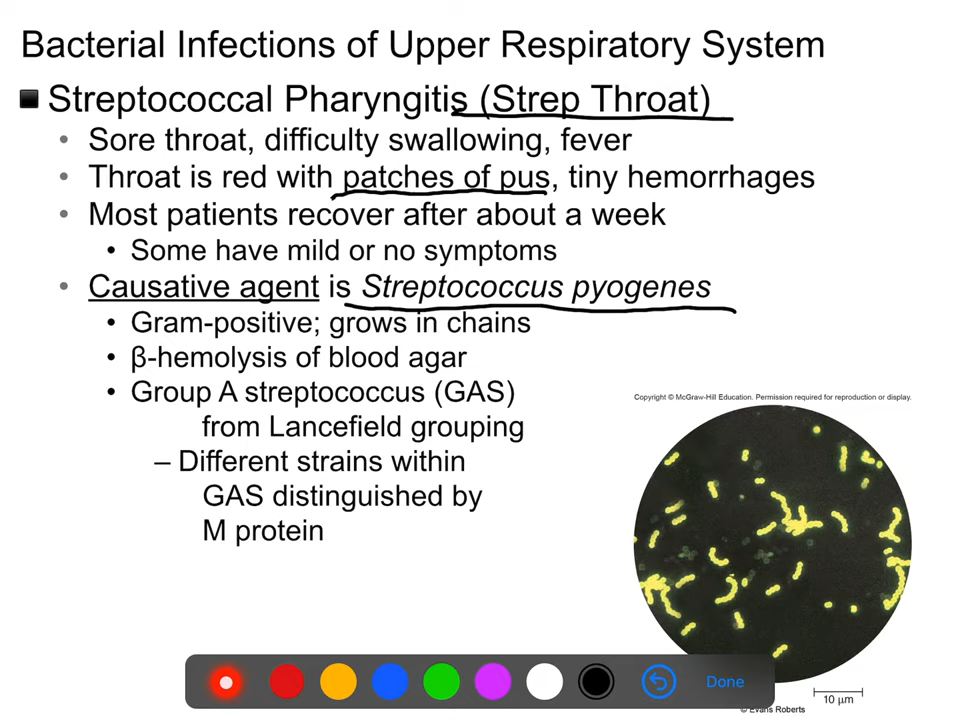 Bacterial Infections of Upper Respiratory System
Streptococcal Pharyngitis (Strep Throat)
Sore throat, difficulty swallowing, fever
Throat is red with patches of pus, tiny hemorrhages
Most patients recover after about a week
Some have mild or no symptoms
Causative agent is Streptococcus pyogenes
Gram-positive; grows in chains
β-hemolysis of blood agar
Group A streptococcus (GAS)
from Lancefield grouping
– Different strains within
GAS distinguished by
M protein
Copyright © McGraw-Hill Education. Permission required for reproduction or display.
Done
10 μm
© Evans Roberts